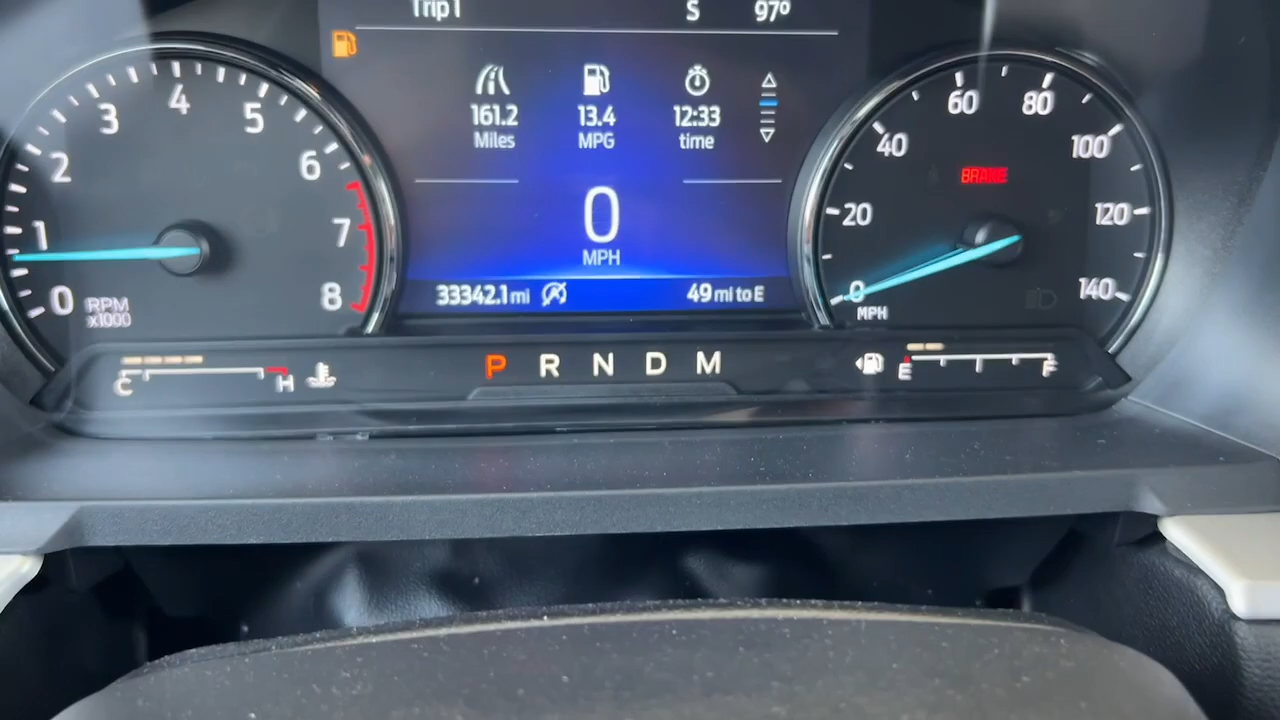 Trip 1 S 97°
161.2 13.4 12:33
Miles MPG time
0
MPH
33342.1 mi 49 mi to E
0 1 2 3 4 5 6 7 8
RPM
x1000
0 20 40 60 80 100 120 140
BRAKE
MPH
C H
P R N D M
E F